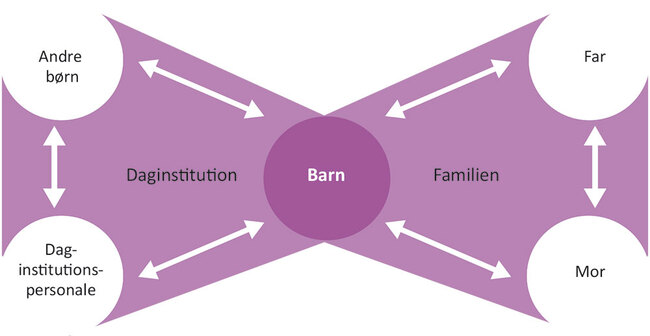 Andre
børn
Far
Daginstitution
Barn
Familien
Dag-
institutions-
personale
Mor